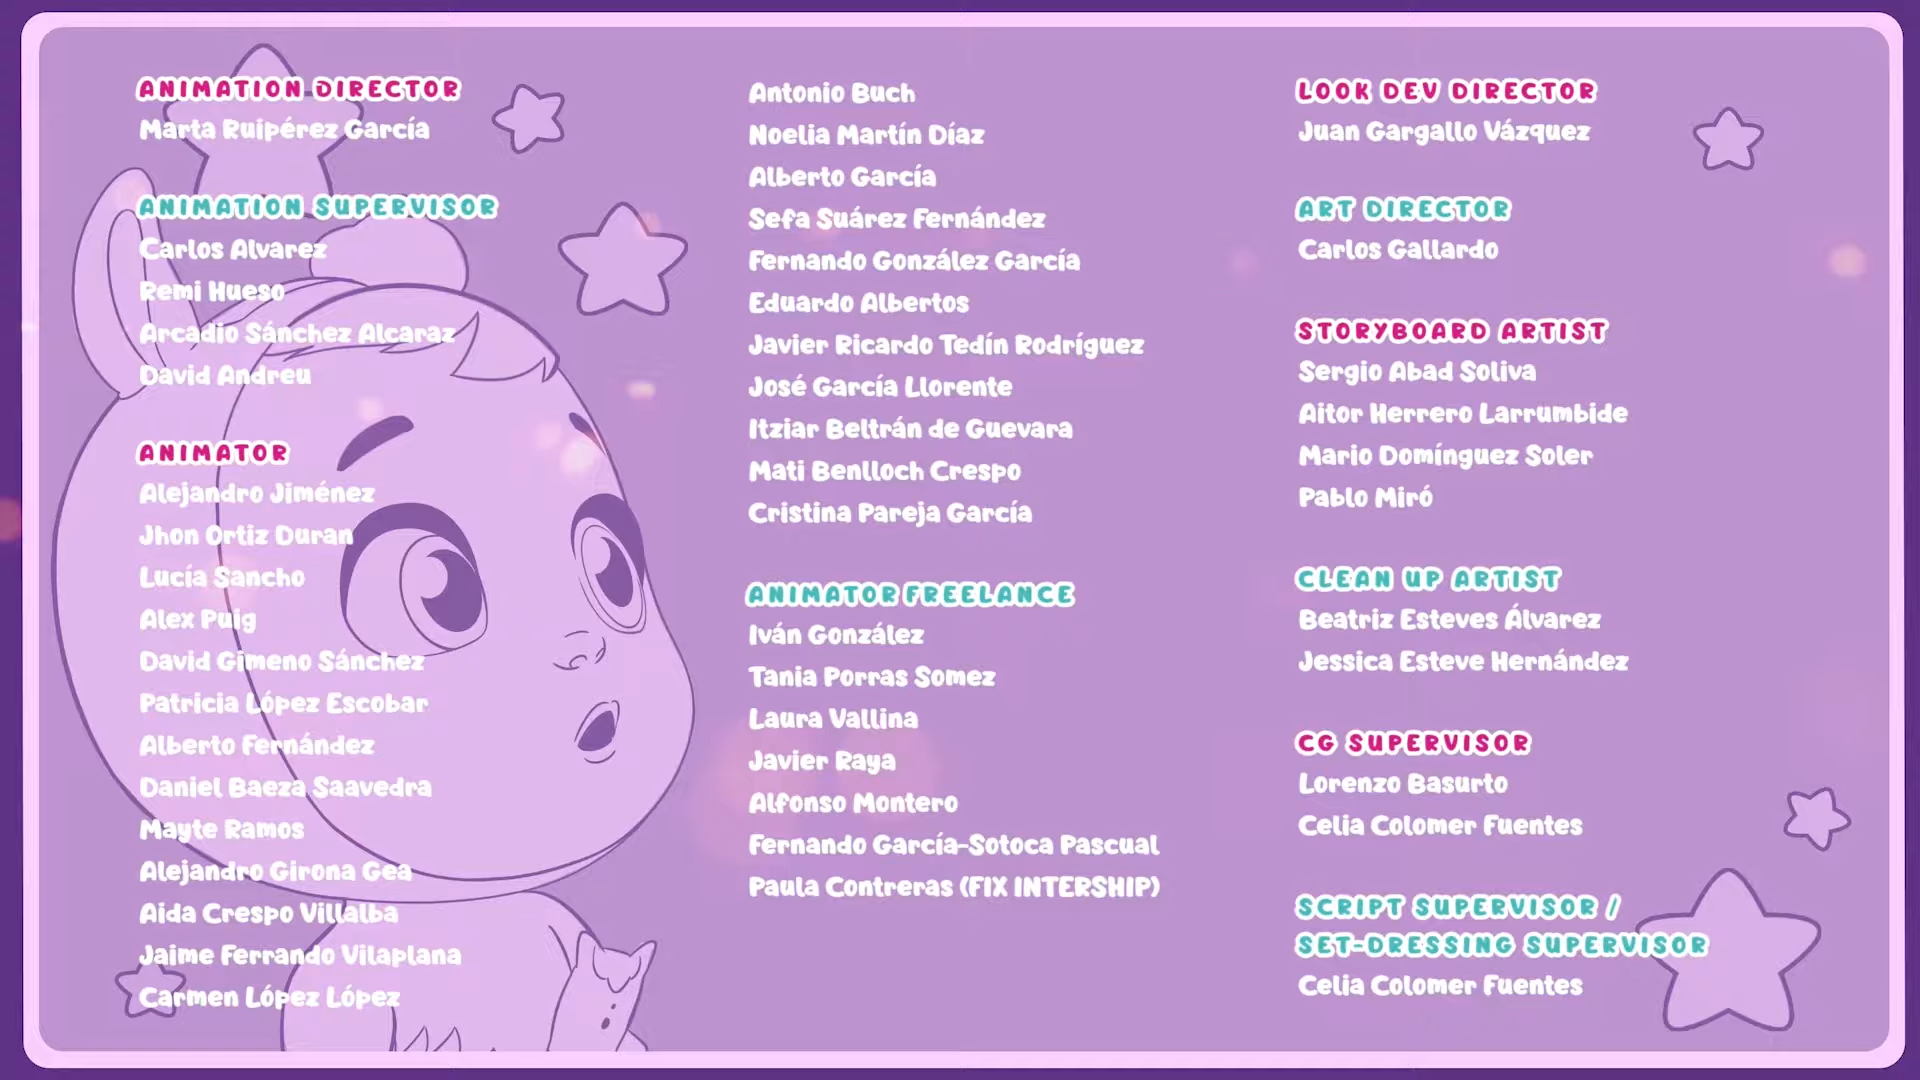 ANIMATION DIRECTOR
Marta Ruipérez García
ANIMATION SUPERVISOR
Carlos Alvarez
Remi Hueso
Arcadio Sánchez Alcaraz
David Andreu
ANIMATOR
Alejandro Jiménez
Jhon Ortiz Duran
Lucía Sancho
Alex Puig
David Gimeno Sánchez
Patricia López Escobar
Alberto Fernández
Daniel Baeza Saavedra
Mayte Ramos
Alejandro Girona Gea
Aida Crespo Villalba
Jaime Ferrando Vilaplana
Carmen López López
Antonio Buch
Noelia Martín Díaz
Alberto García
Sefa Suárez Fernández
Fernando González García
Eduardo Albertos
Javier Ricardo Tedín Rodríguez
José García Llorente
Itziar Beltrán de Guevara
Mati Benlloch Crespo
Cristina Pareja García
ANIMATOR FREELANCE
Iván González
Tania Porras Somez
Laura Vallina
Javier Raya
Alfonso Montero
Fernando García-Sotoca Pascual
Paula Contreras (FIX INTERSHIP)
LOOK DEV DIRECTOR
Juan Gargallo Vázquez
ART DIRECTOR
Carlos Gallardo
STORYBOARD ARTIST
Sergio Abad Soliva
Aitor Herrero Larrumbide
Mario Domínguez Soler
Pablo Miró
CLEAN UP ARTIST
Beatriz Esteves Álvarez
Jessica Esteve Hernández
CG SUPERVISOR
Lorenzo Basurto
Celia Colomer Fuentes
SCRIPT SUPERVISOR /
SET-DRESSING SUPERVISOR
Celia Colomer Fuentes